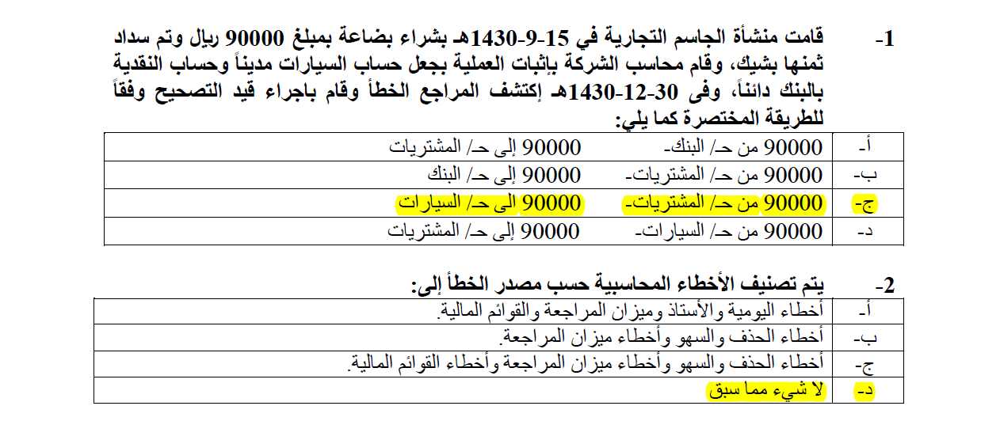 1- قامت منشأة الجاسم التجارية في 15-9-1430هـ بشراء بضاعة بمبلغ 90000 ريال وتم سداد
ثمنها بشيك، وقام محاسب الشركة بإثبات العملية بجعل حساب السيارات مديناً وحساب النقدية
بالبنك دائناً، وفى 30-12-1430هـ إكتشف المراجع الخطأ وقام باجراء قيد التصحيح وفقاً
للطريقة المختصرة كما يلي:
أ- 90000 من حـ/ البنك- 90000 إلى حـ/ المشتريات
ب- 90000 من حـ/ المشتريات- 90000 إلى حـ/ البنك
ج- 90000 من حـ/ المشتريات- 90000 الى حـ/ السيارات
د- 90000 من حـ/ السيارات- 90000 إلى حـ/ المشتريات
2- يتم تصنيف الأخطاء المحاسبية حسب مصدر الخطأ إلى:
أ- أخطاء اليومية والأستاذ وميزان المراجعة والقوائم المالية.
ب- أخطاء الحذف والسهو وأخطاء ميزان المراجعة.
ج- أخطاء الحذف والسهو وأخطاء ميزان المراجعة وأخطاء القوائم المالية.
د- لا شيء مما سبق